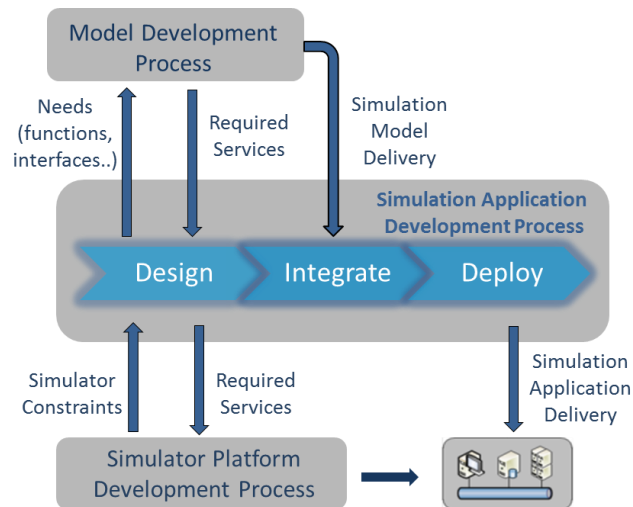 Model Development
Process
Needs
(functions,
interfaces..)
Required
Services
Simulation
Model
Delivery
Simulation Application
Development Process
Design
Integrate
Deploy
Simulator
Constraints
Required
Services
Simulation
Application
Delivery
Simulator Platform
Development Process